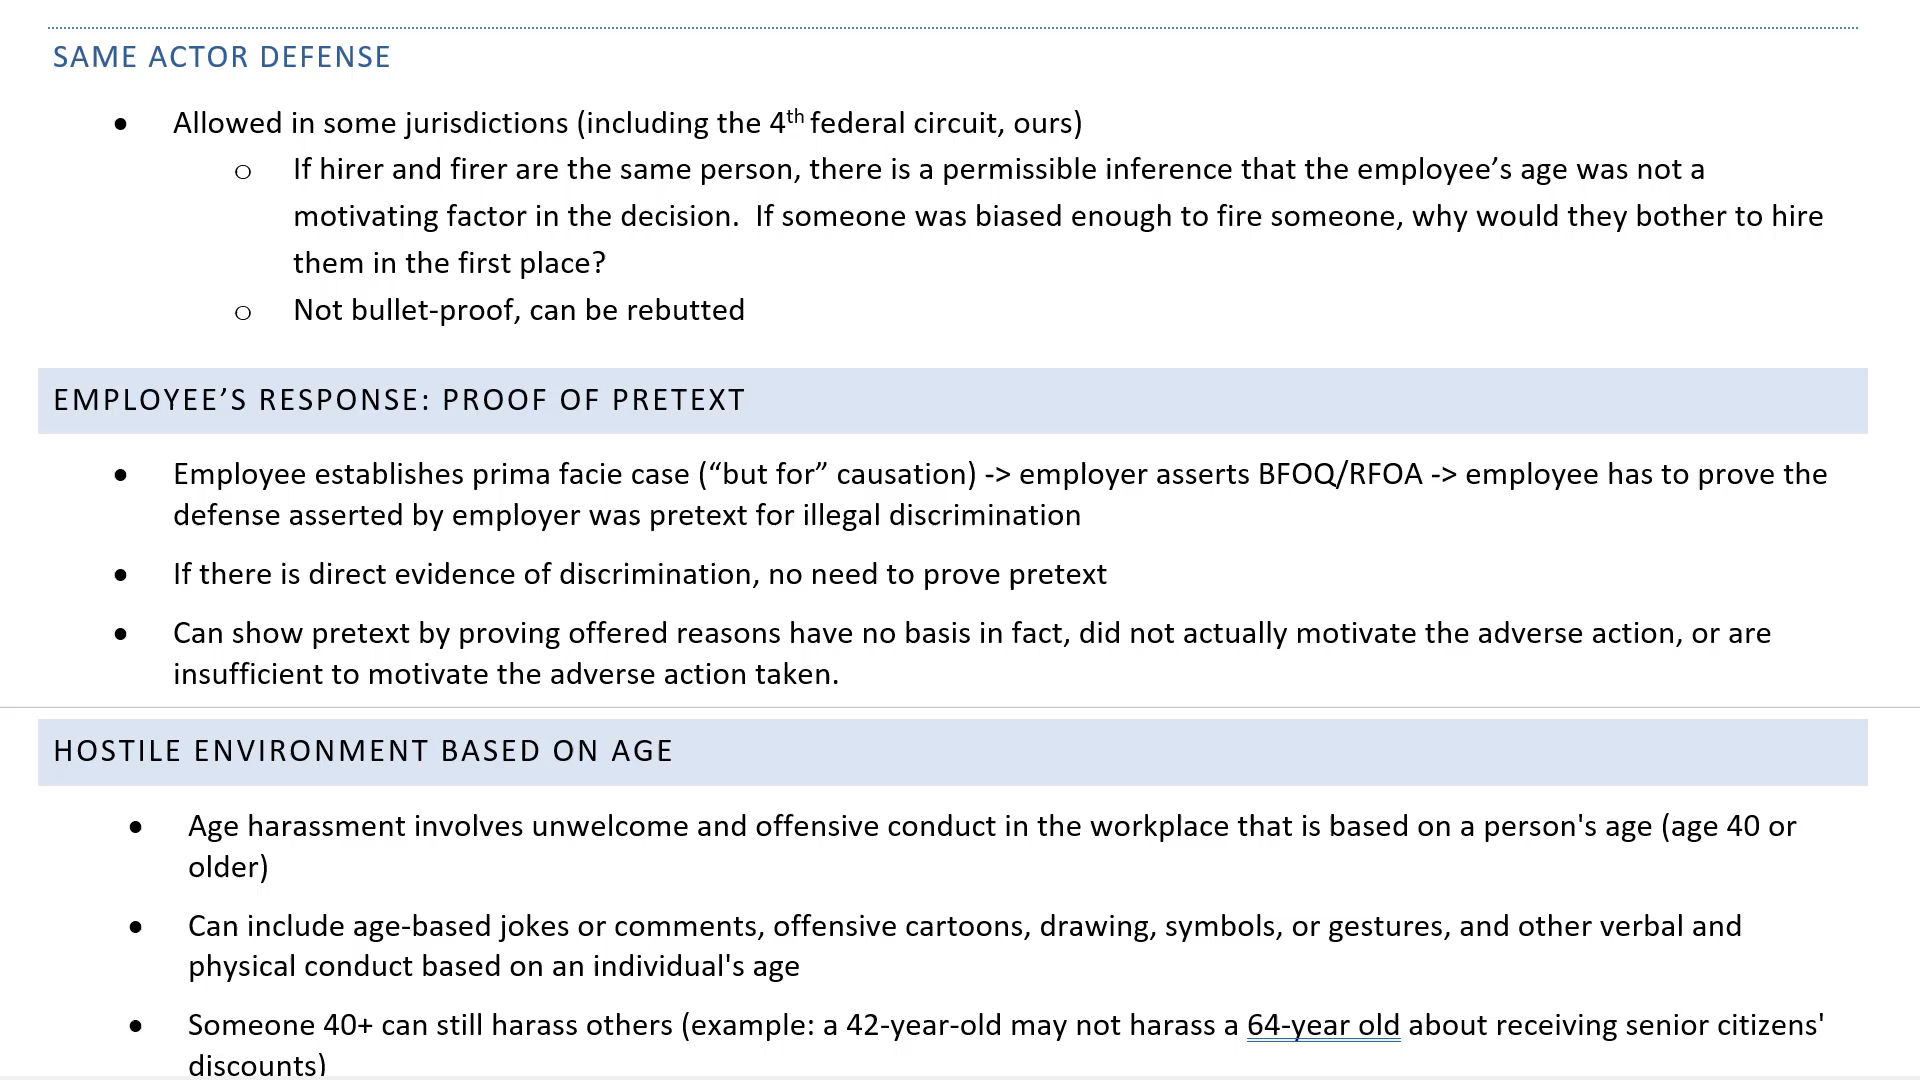 SAME ACTOR DEFENSE
• Allowed in some jurisdictions (including the 4th federal circuit, ours)
o If hirer and firer are the same person, there is a permissible inference that the employee’s age was not a
motivating factor in the decision.  If someone was biased enough to fire someone, why would they bother to hire
them in the first place?
o Not bullet-proof, can be rebutted
EMPLOYEE’S RESPONSE: PROOF OF PRETEXT
• Employee establishes prima facie case (“but for” causation) -> employer asserts BFOQ/RFOA -> employee has to prove the
defense asserted by employer was pretext for illegal discrimination
• If there is direct evidence of discrimination, no need to prove pretext
• Can show pretext by proving offered reasons have no basis in fact, did not actually motivate the adverse action, or are
insufficient to motivate the adverse action taken.
HOSTILE ENVIRONMENT BASED ON AGE
• Age harassment involves unwelcome and offensive conduct in the workplace that is based on a person's age (age 40 or
older)
• Can include age-based jokes or comments, offensive cartoons, drawing, symbols, or gestures, and other verbal and
physical conduct based on an individual's age
• Someone 40+ can still harass others (example: a 42-year-old may not harass a 64-year old about receiving senior citizens'
discounts)